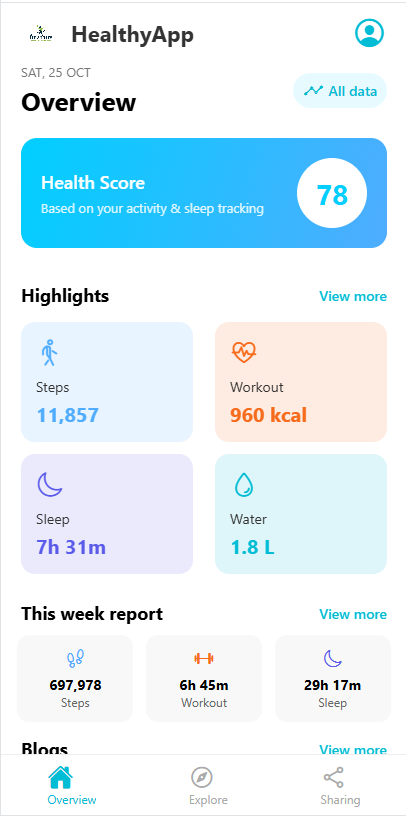 HealthyApp
SAT, 25 OCT
Overview
All data
Health Score
Based on your activity & sleep tracking
78
Highlights
View more
Steps
11,857
Workout
960 kcal
Sleep
7h 31m
Water
1.8 L
This week report
View more
697,978
Steps
6h 45m
Workout
29h 17m
Sleep
Blogs
View more
Overview
Explore
Sharing